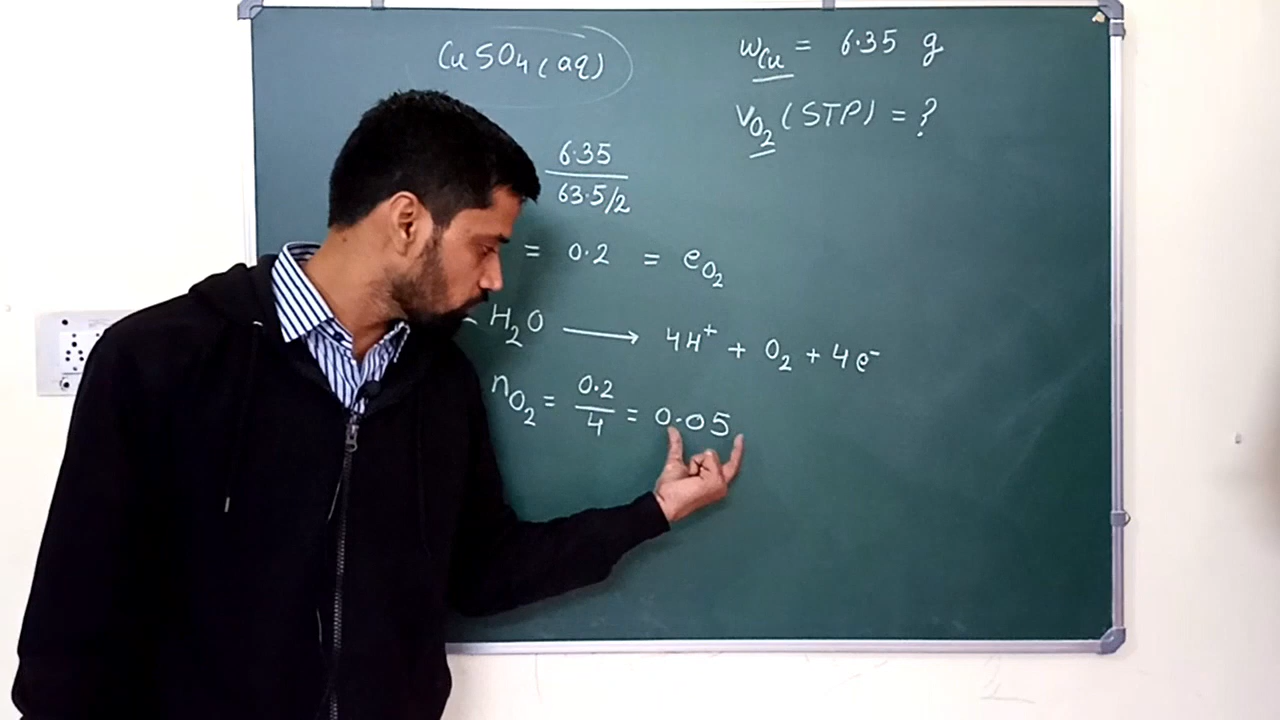 CuSO₄(aq)
w_Cu = 6.35 g
V_O₂ (STP) = ?
6.35
63.5/2
= 0.2 = e_O₂
H₂O ⟶ 4H⁺ + O₂ + 4e⁻
n_O₂ = 0.2/4 = 0.05